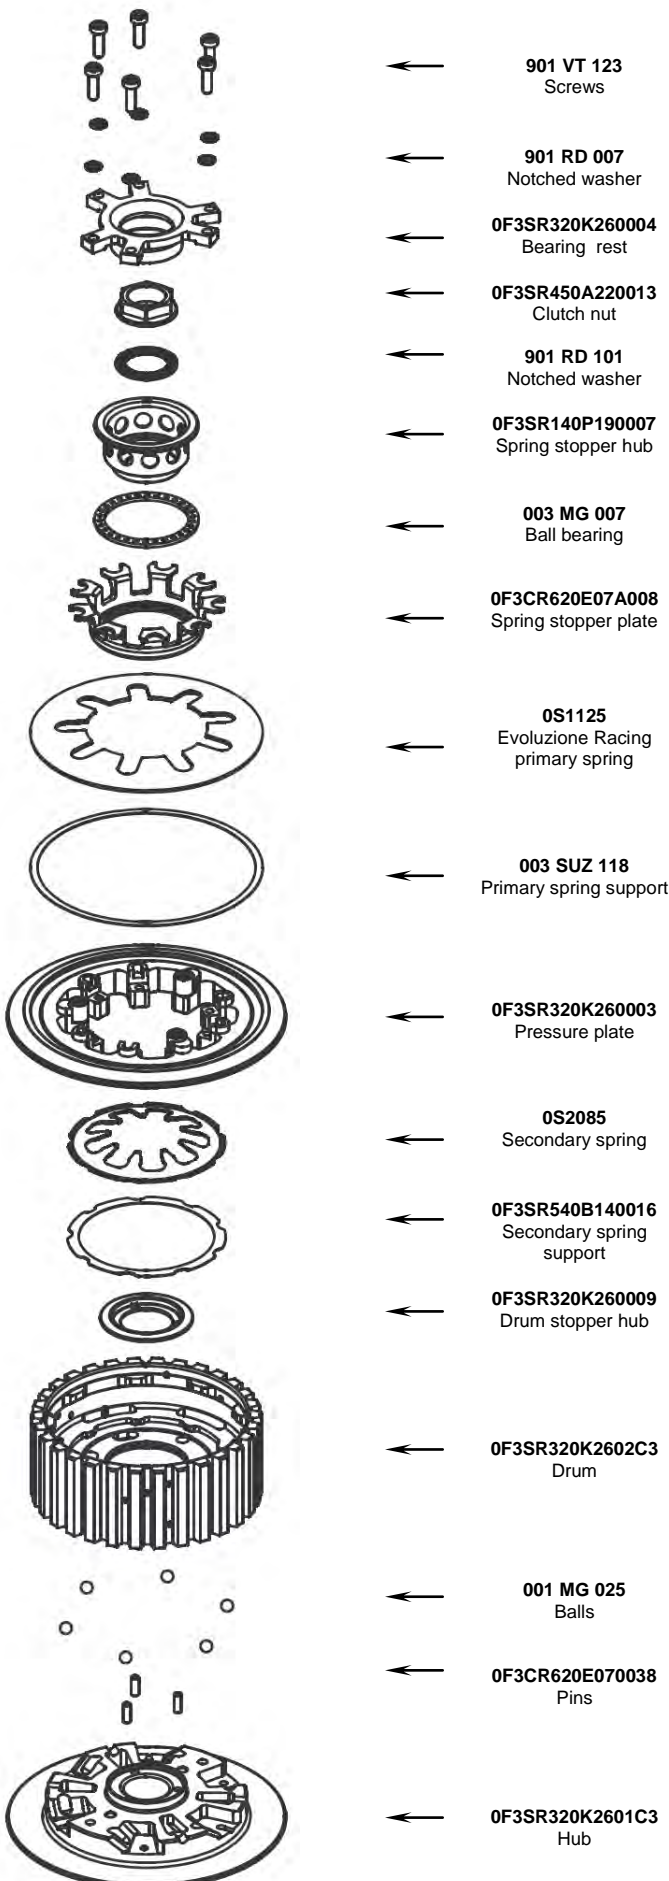 901 VT 123
Screws
901 RD 007
Notched washer
0F3SR320K260004
Bearing rest
0F3SR450A220013
Clutch nut
901 RD 101
Notched washer
0F3SR140P190007
Spring stopper hub
003 MG 007
Ball bearing
0F3CR620E07A008
Spring stopper plate
0S1125
Evoluzione Racing
primary spring
003 SUZ 118
Primary spring support
0F3SR320K260003
Pressure plate
0S2085
Secondary spring
0F3SR540B140016
Secondary spring
support
0F3SR320K260009
Drum stopper hub
0F3SR320K2602C3
Drum
001 MG 025
Balls
0F3CR620E070038
Pins
0F3SR320K2601C3
Hub